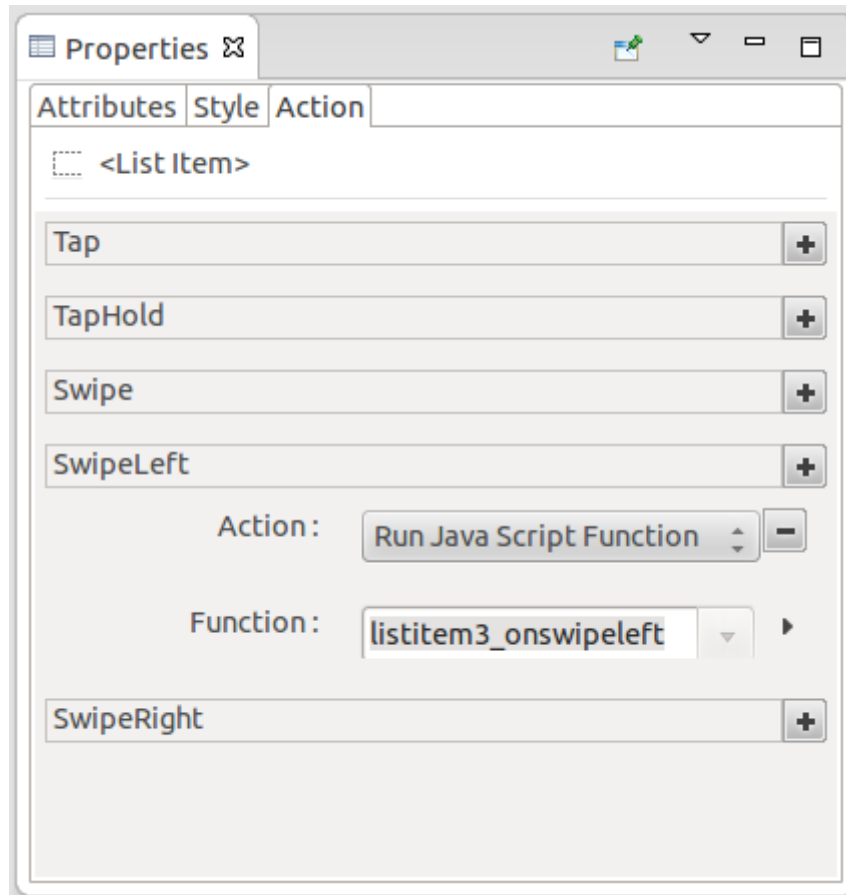 Properties
Attributes Style Action
<List Item>
Tap
TapHold
Swipe
SwipeLeft
Action : Run Java Script Function
Function : listitem3_onswipeleft
SwipeRight